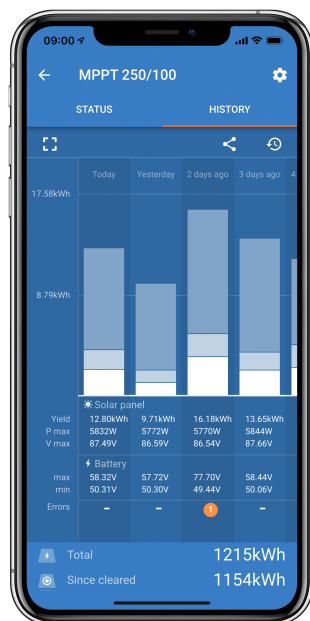 09:00
MPPT 250/100
STATUS HISTORY
Today Yesterday 2 days ago 3 days ago 4
17.58kWh
8.79kWh
Solar panel
Yield 12.80kWh 9.71kWh 16.18kWh 13.65kWh
P max 5832W 5772W 5770W 5844W
V max 87.49V 86.59V 86.54V 87.66V
Battery
max 58.32V 57.72V 77.70V 58.44V
min 50.31V 50.30V 49.44V 50.06V
Errors - - 1 -
Total 1215kWh
Since cleared 1154kWh